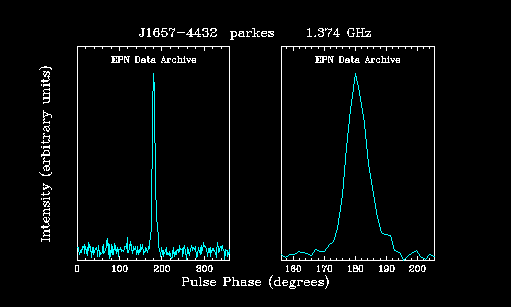 J1657-4432 parkes 1.374 GHz
EPN Data Archive EPN Data Archive
Intensity (arbitrary units)
0 100 200 300 160 170 180 190 200
Pulse Phase (degrees)